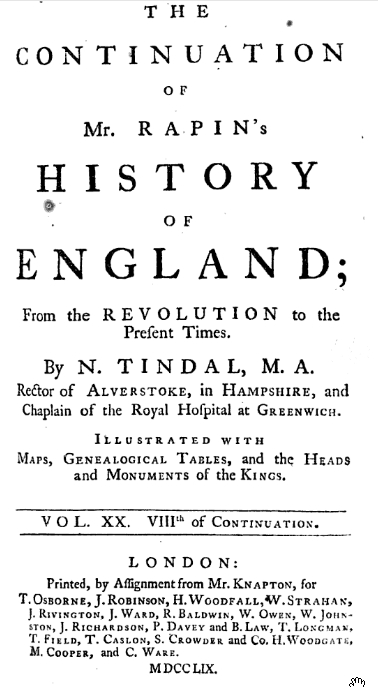 THE
CONTINUATION
OF
Mr. RAPIN's
HISTORY
OF
ENGLAND;
From the REVOLUTION to the
Preſent Times.
By N. TINDAL, M. A.
Rector of ALVERSTOKE, in HAMPSHIRE, and
Chaplain of the Royal Hoſpital at GREENWICH.
ILLUSTRATED WITH
MAPS, GENEALOGICAL TABLES, and the HEADS
and MONUMENTS of the KINGS.
VOL. XX. VIIIth of CONTINUATION.
LONDON:
Printed, by Aſſignment from Mr. KNAPTON, for
T. OSBORNE, J. ROBINSON, H. WOODFALL, W. STRAHAN,
J. RIVINGTON, J. WARD, R. BALDWIN, W. OWEN, W. JOHN-
STON, J. RICHARDSON, P. DAVEY and B. LAW, T. LONGMAN,
T. FIELD, T. CASLON, S. CROWDER and Co. H. WOODGATE,
M. COOPER, and C. WARE.
MDCCLIX.